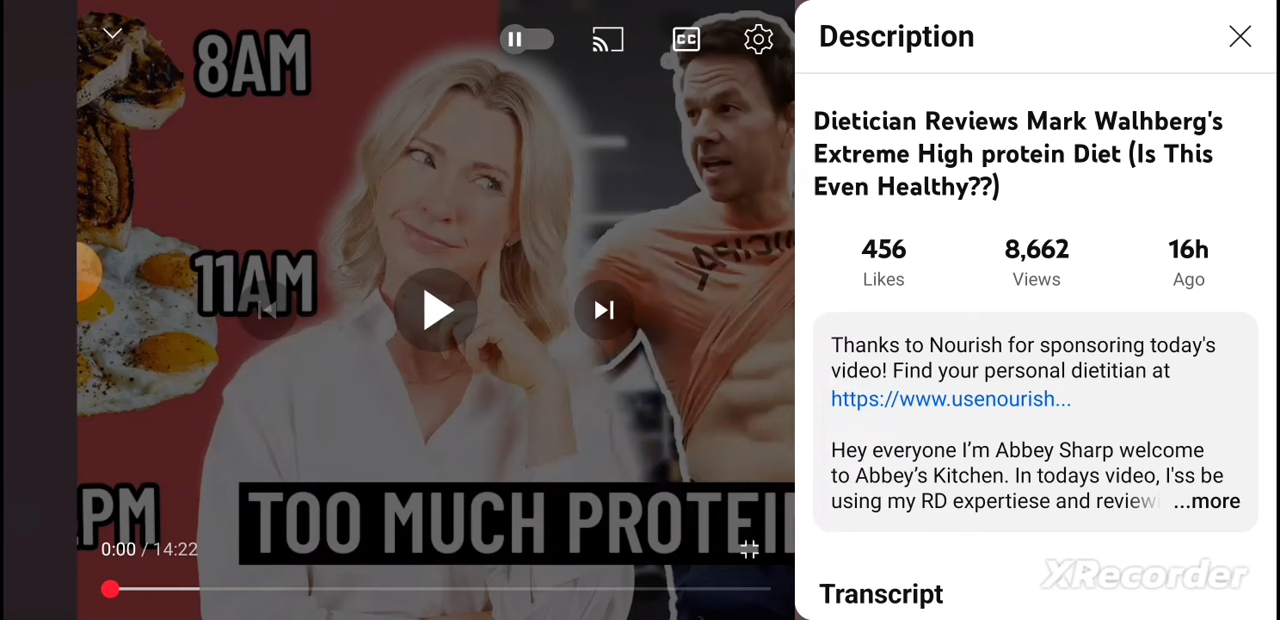 8AM
11AM
PM
TOO MUCH PROTEIN
0:00 / 14:22
CC
Description
Dietician Reviews Mark Walhberg's
Extreme High protein Diet (Is This
Even Healthy??)
456
8,662
16h
Likes
Views
Ago
Thanks to Nourish for sponsoring today's
video! Find your personal dietitian at
https://www.usenourish...
Hey everyone I’m Abbey Sharp welcome
to Abbey’s Kitchen. In todays video, I'ss be
using my RD expertiese and review ...more
Transcript
XRecorder